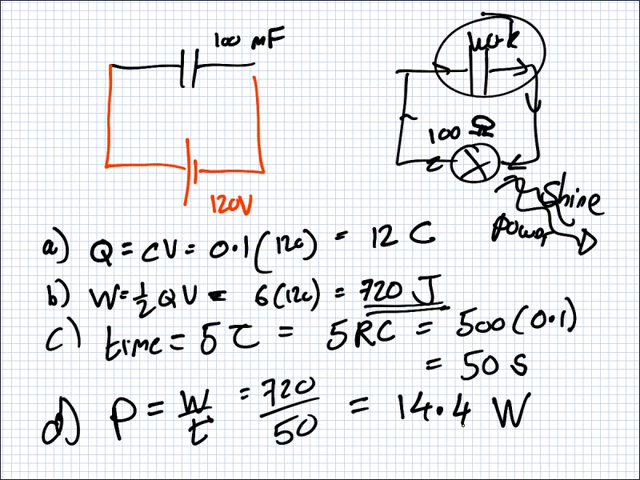 100 mF
work
100 Ω
120V
Shine
Power
a) Q = CV = 0.1(120) = 12 C
b) W = 1/2 QV = 6(120) = 720 J
c) time = 5τ = 5RC = 500(0.1)
= 50 s
d) P = W/t = 720/50 = 14.4 W